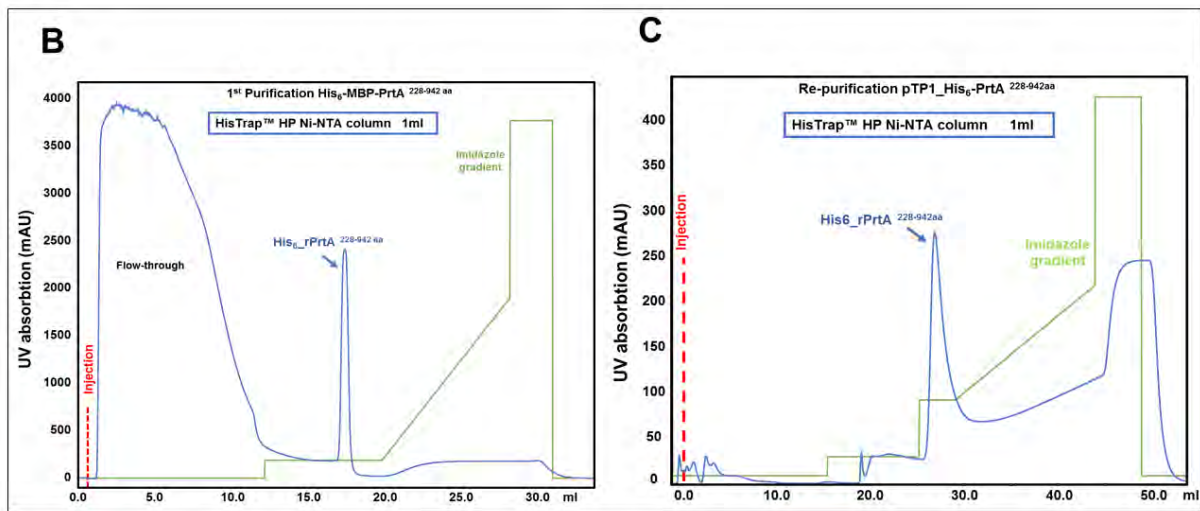 B
1st Purification His6-MBP-PrtA 228-942 aa
HisTrap™ HP Ni-NTA column 1ml
UV absorbtion (mAU)
4000
3500
3000
2500
2000
1500
1000
500
0
Injection
Flow-through
His6_rPrtA 228-942 aa
Imidazole
gradient
0.0
5.0
10.0
15.0
20.0
25.0
30.0
ml
C
Re-purification pTP1_His6-PrtA 228-942aa
HisTrap™ HP Ni-NTA column 1ml
UV absorbtion (mAU)
400
350
300
250
200
150
100
50
0
Injection
His6_rPrtA 228-942aa
Imidazole
gradient
0.0
10.0
20.0
30.0
40.0
50.0
ml